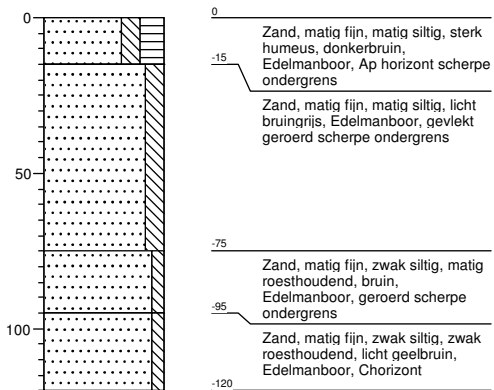 0
50
100
0
Zand, matig fijn, matig siltig, sterk
humeus, donkerbruin,
Edelmanboor, Ap horizont scherpe
ondergrens
-15
Zand, matig fijn, matig siltig, licht
bruingrijs, Edelmanboor, gevlekt
geroerd scherpe ondergrens
-75
Zand, matig fijn, zwak siltig, matig
roesthoudend, bruin,
Edelmanboor, geroerd scherpe
ondergrens
-95
Zand, matig fijn, zwak siltig, zwak
roesthoudend, licht geelbruin,
Edelmanboor, Chorizont
-120